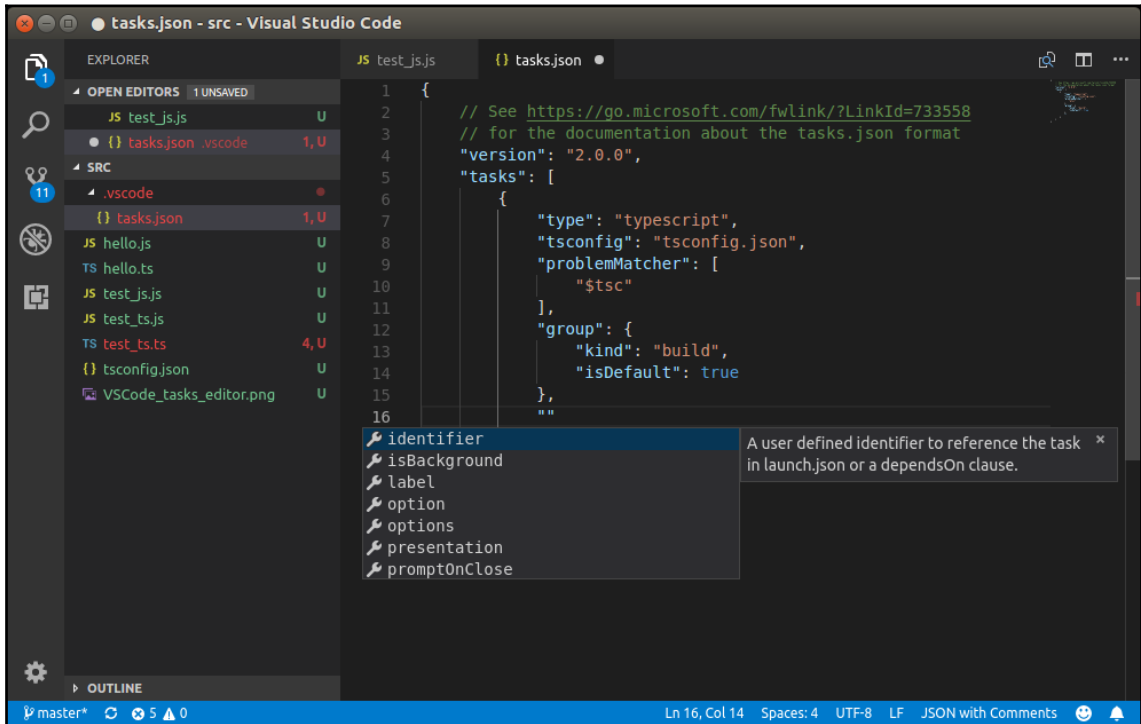 tasks.json - src - Visual Studio Code
EXPLORER
OPEN EDITORS 1 UNSAVED
JS test_js.js U
{} tasks.json .vscode 1, U
SRC
.vscode
{} tasks.json 1, U
JS hello.js U
TS hello.ts U
JS test_js.js U
JS test_ts.js U
TS test_ts.ts 4, U
{} tsconfig.json U
VSCode_tasks_editor.png U
OUTLINE
1
11
JS test_js.js {} tasks.json
1 {
2 // See https://go.microsoft.com/fwlink/?LinkId=733558
3 // for the documentation about the tasks.json format
4 "version": "2.0.0",
5 "tasks": [
6 {
7 "type": "typescript",
8 "tsconfig": "tsconfig.json",
9 "problemMatcher": [
10 "$tsc"
11 ],
12 "group": {
13 "kind": "build",
14 "isDefault": true
15 },
16 ""
identifier
isBackground
label
option
options
presentation
promptOnClose
A user defined identifier to reference the task
in launch.json or a dependsOn clause.
master* 5 0 Ln 16, Col 14 Spaces: 4 UTF-8 LF JSON with Comments